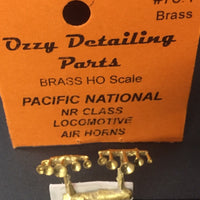 Brass
Ozzy Detailing
Parts
BRASS HO Scale
PACIFIC NATIONAL
NR CLASS
LOCOMOTIVE
AIR HORNS